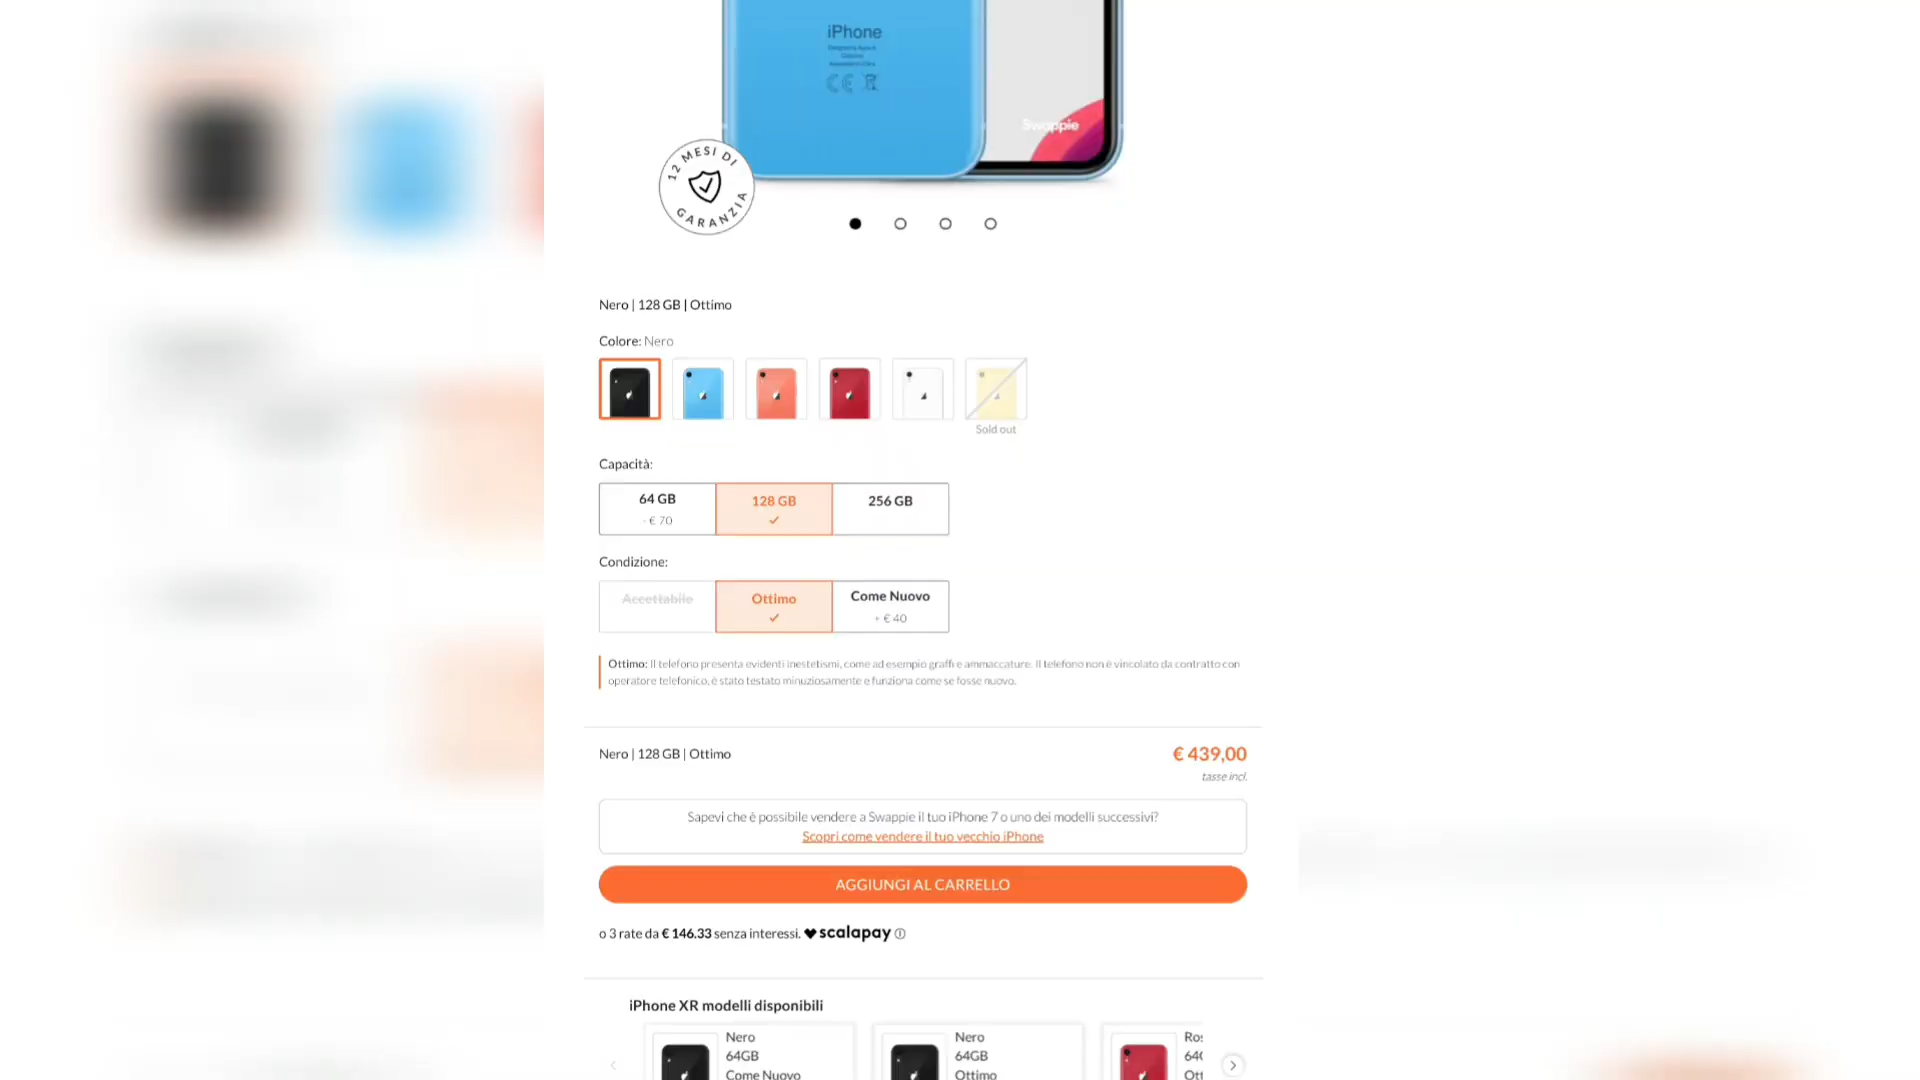 iPhone
Swappie
12 MESI DI
GARANZIA
Nero | 128 GB | Ottimo
Colore: Nero
Sold out
Capacità:
64 GB
128 GB
256 GB
- € 70
Condizione:
Accettabile
Ottimo
Come Nuovo
+ € 40
Ottimo: Il telefono presenta evidenti inestetismi, come ad esempio graffi e ammaccature. Il telefono non è vincolato da contratto con
operatore telefonico, è stato testato minuziosamente e funziona come se fosse nuovo.
Nero | 128 GB | Ottimo
€ 439,00
tasse incl.
Sapevi che è possibile vendere a Swappie il tuo iPhone 7 o uno dei modelli successivi?
Scopri come vendere il tuo vecchio iPhone
AGGIUNGI AL CARRELLO
o 3 rate da € 146.33 senza interessi. scalapay
iPhone XR modelli disponibili
Nero
64GB
Come Nuovo
Nero
64GB
Ottimo